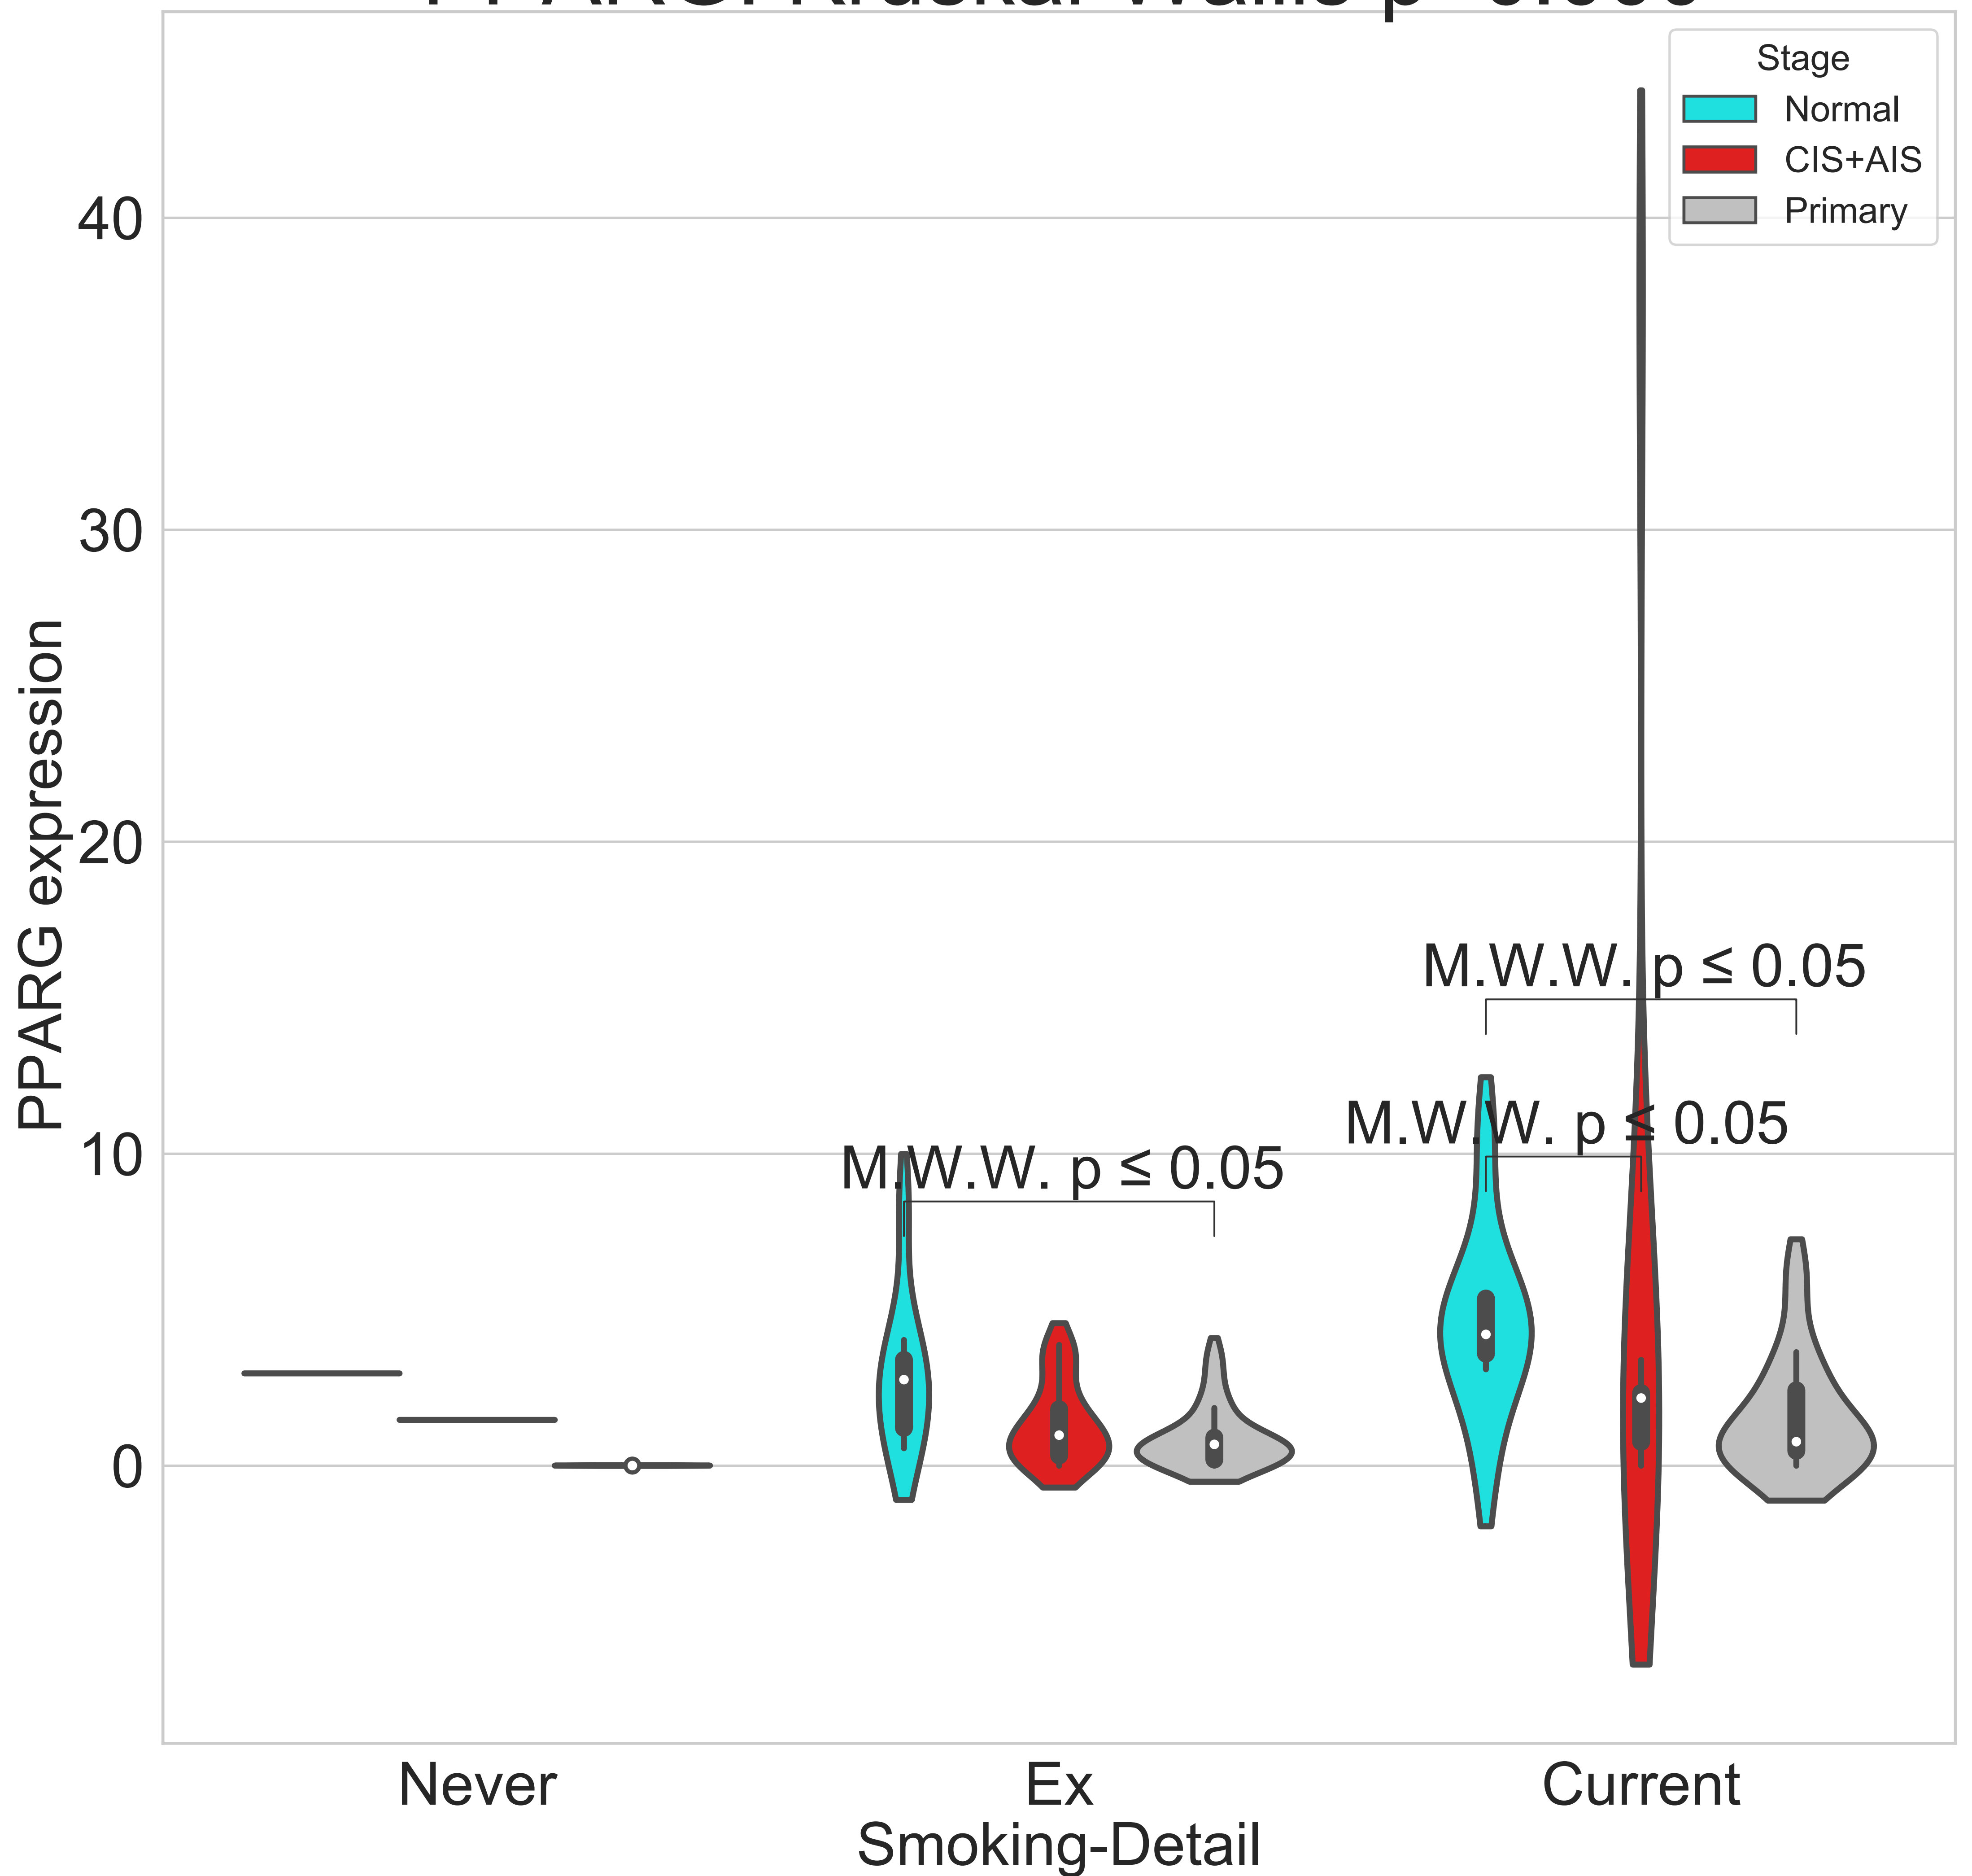 Stage
Normal
CIS+AIS
Primary
40
30
20
10
0
PPARG expression
M.W.W. p ≤ 0.05
M.W.W. p ≤ 0.05
M.W.W. p ≤ 0.05
Never
Ex
Current
Smoking-Detail